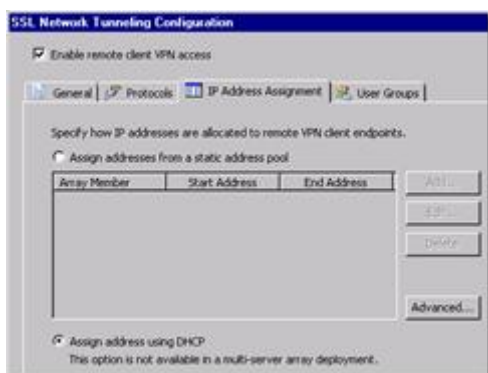 SSL Network Tunneling Configuration
Enable remote client VPN access
General Protocols IP Address Assignment User Groups
Specify how IP addresses are allocated to remote VPN client endpoints.
Assign addresses from a static address pool
Array Member Start Address End Address Add...
Edit...
Delete
Advanced...
Assign address using DHCP
This option is not available in a multi-server array deployment.